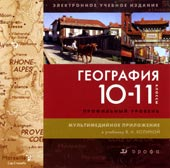 ЭЛЕКТРОННОЕ УЧЕБНОЕ ИЗДАНИЕ
ГЕОГРАФИЯ
10-11
классы
ПРОФИЛЬНЫЙ УРОВЕНЬ
МУЛЬТИМЕДИЙНОЕ ПРИЛОЖЕНИЕ
к учебнику В. Н. ХОЛИНОЙ
дрофа
RHONE
ALPES